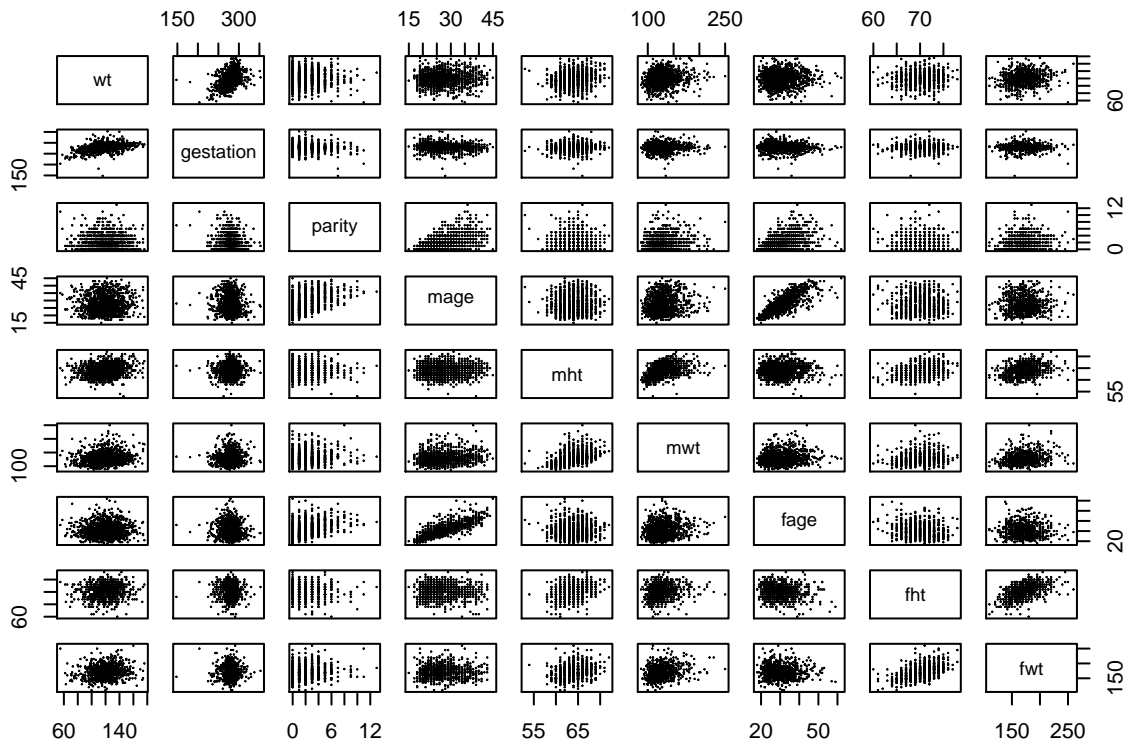 150 300 15 30 45 100 250 60 70
wt 60
150 gestation
parity 0 12
15 45 mage
mht 55
100 mwt
fage 20
60 fht
fwt 150
60 140 0 6 12 55 65 20 50 150 250